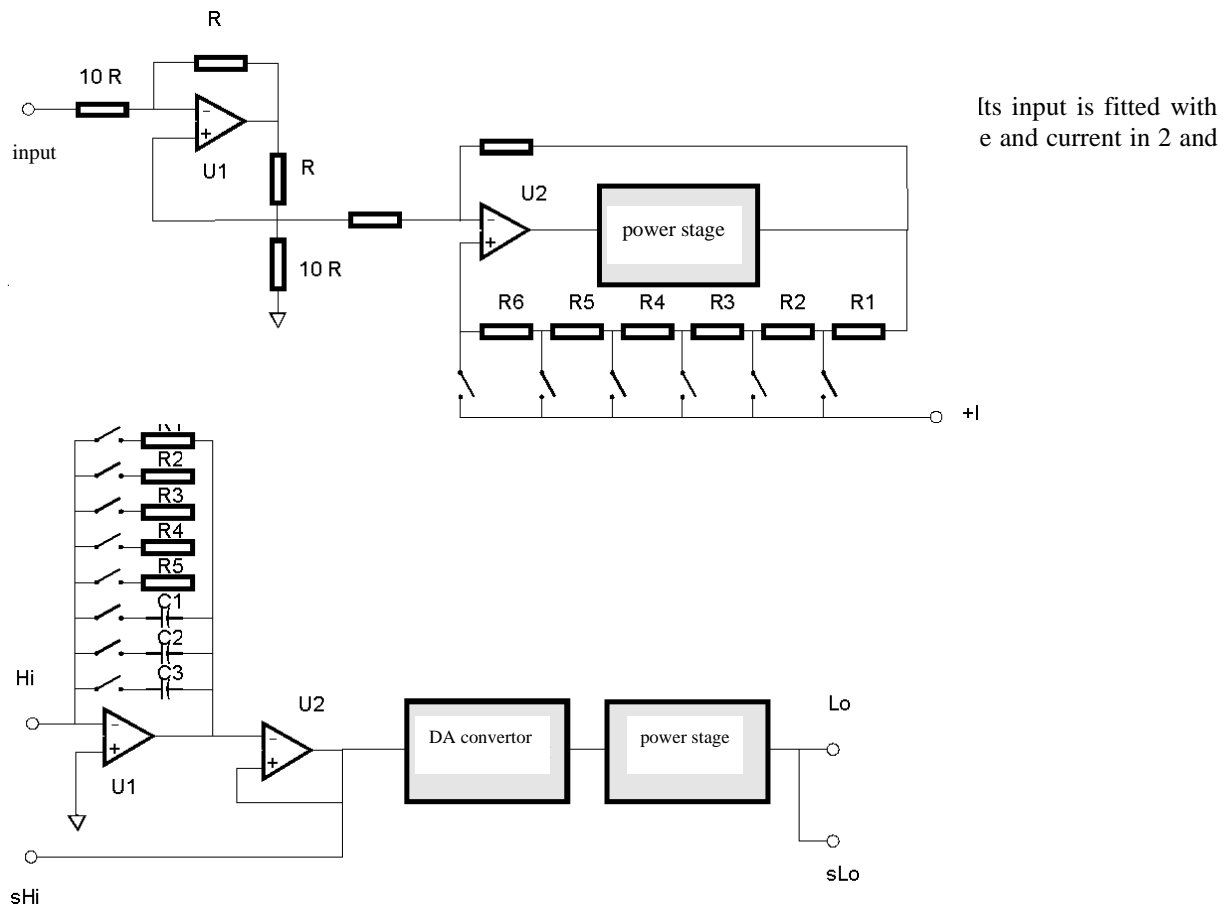 R
10 R
Its input is fitted with
e and current in 2 and
input
U1
R
U2
power stage
10 R
R6 R5 R4 R3 R2 R1
+I
R2
R3
R4
R5
C1
C2
C3
Hi
U2
Lo
DA convertor
power stage
U1
sHi
sLo